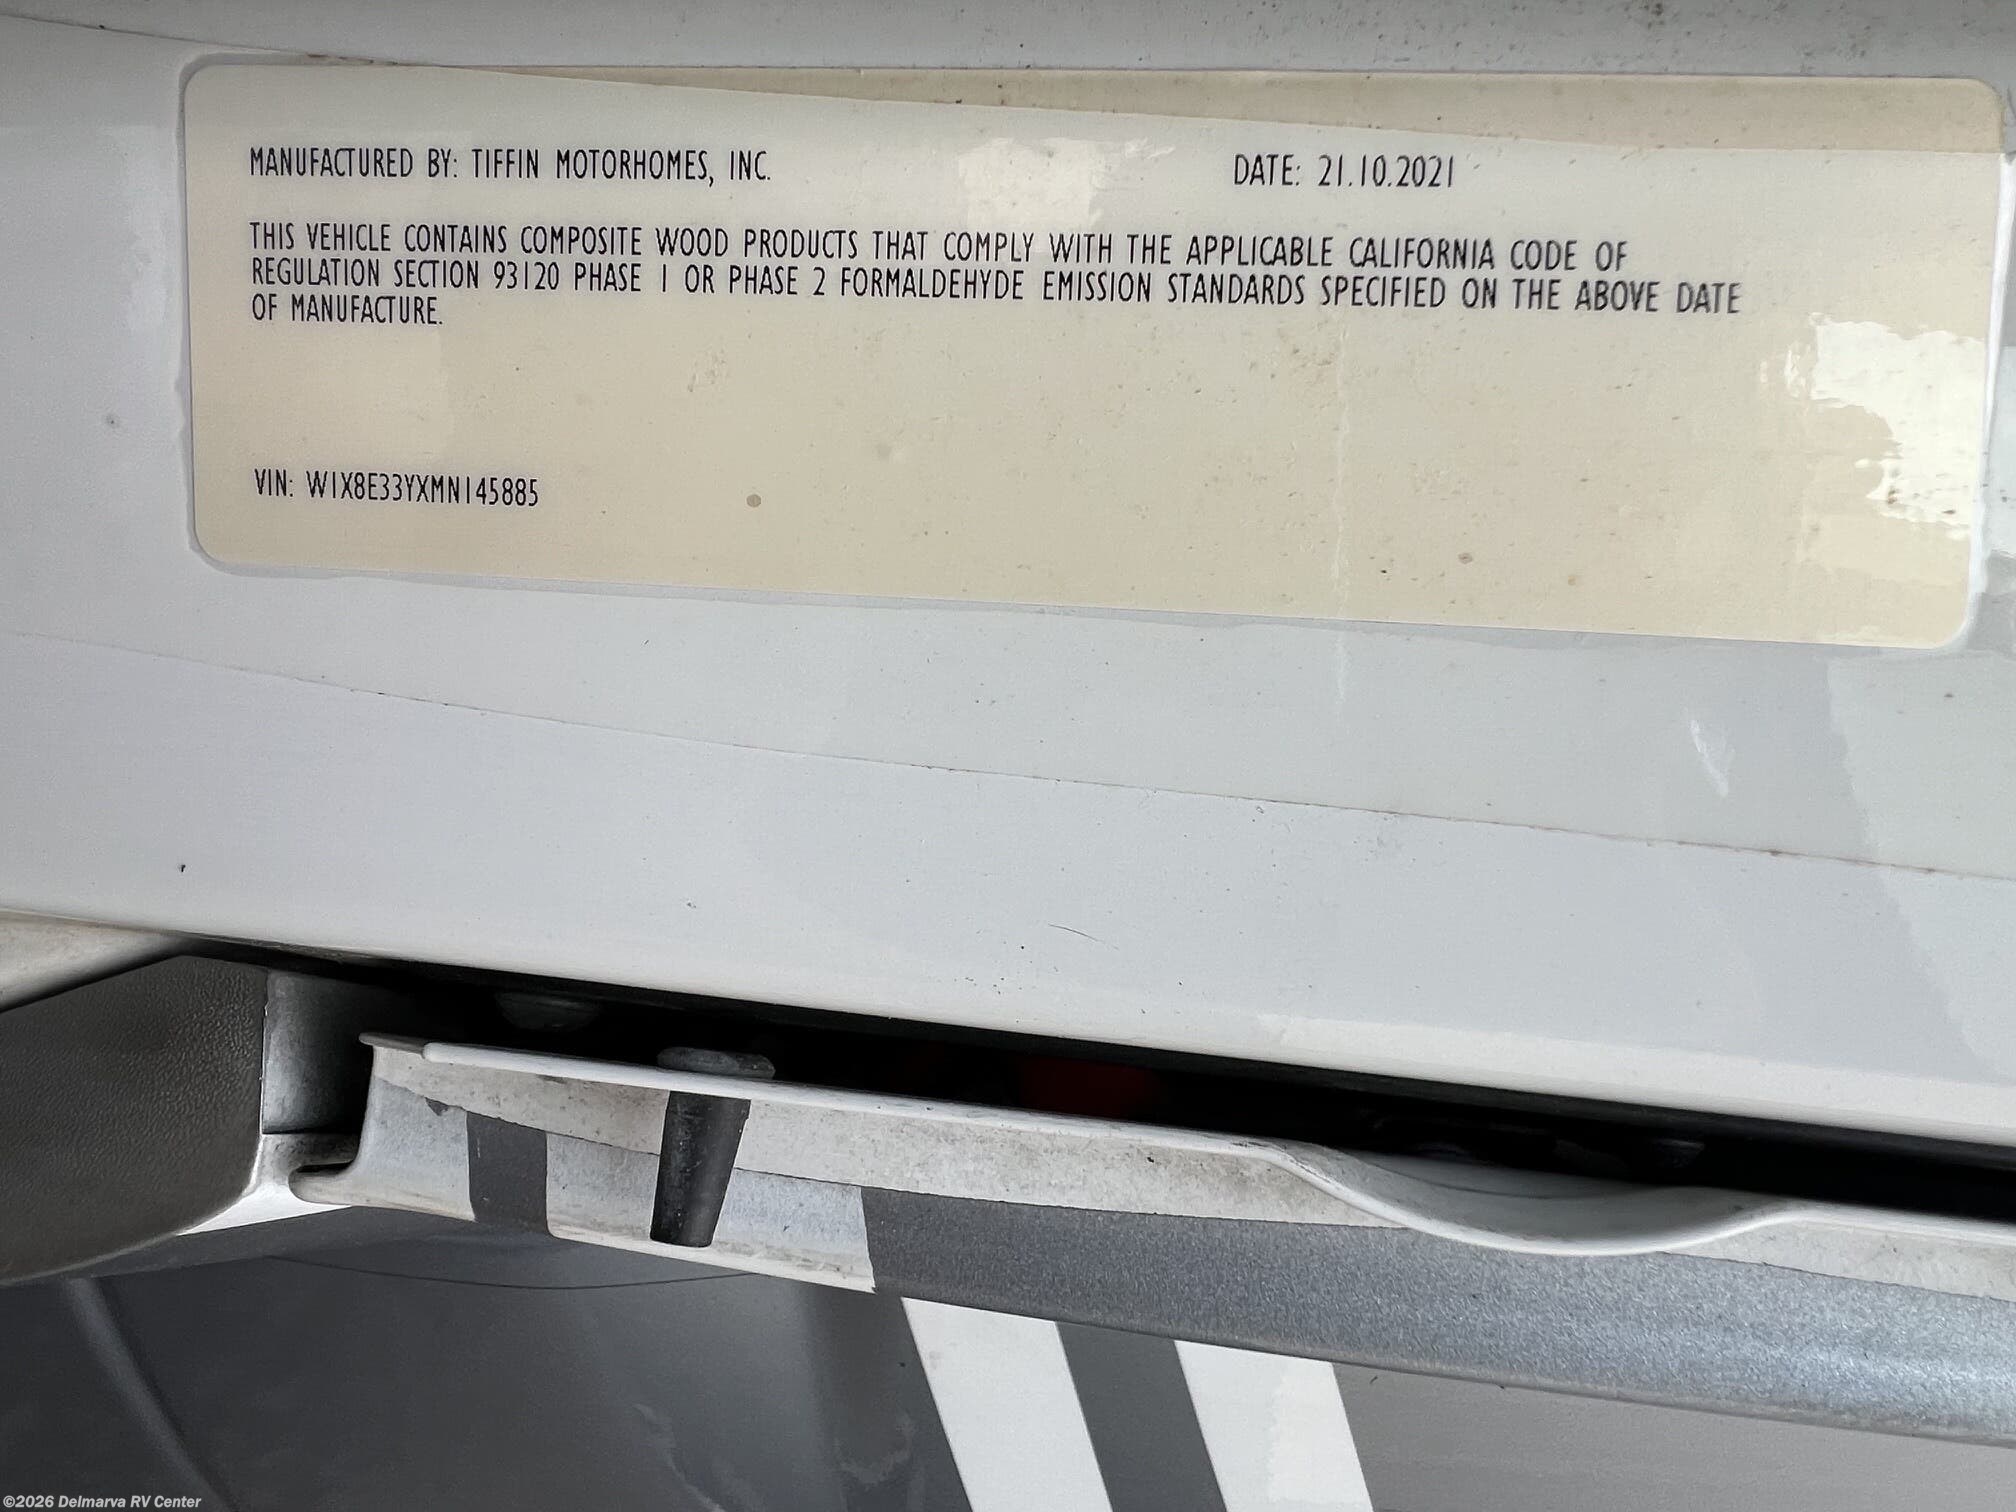 MANUFACTURED BY: TIFFIN MOTORHOMES, INC. DATE: 21.10.2021
THIS VEHICLE CONTAINS COMPOSITE WOOD PRODUCTS THAT COMPLY WITH THE APPLICABLE CALIFORNIA CODE OF
REGULATION SECTION 93120 PHASE 1 OR PHASE 2 FORMALDEHYDE EMISSION STANDARDS SPECIFIED ON THE ABOVE DATE
OF MANUFACTURE.
VIN: W1X8E33YXMN145885
©2026 Delmarva RV Center